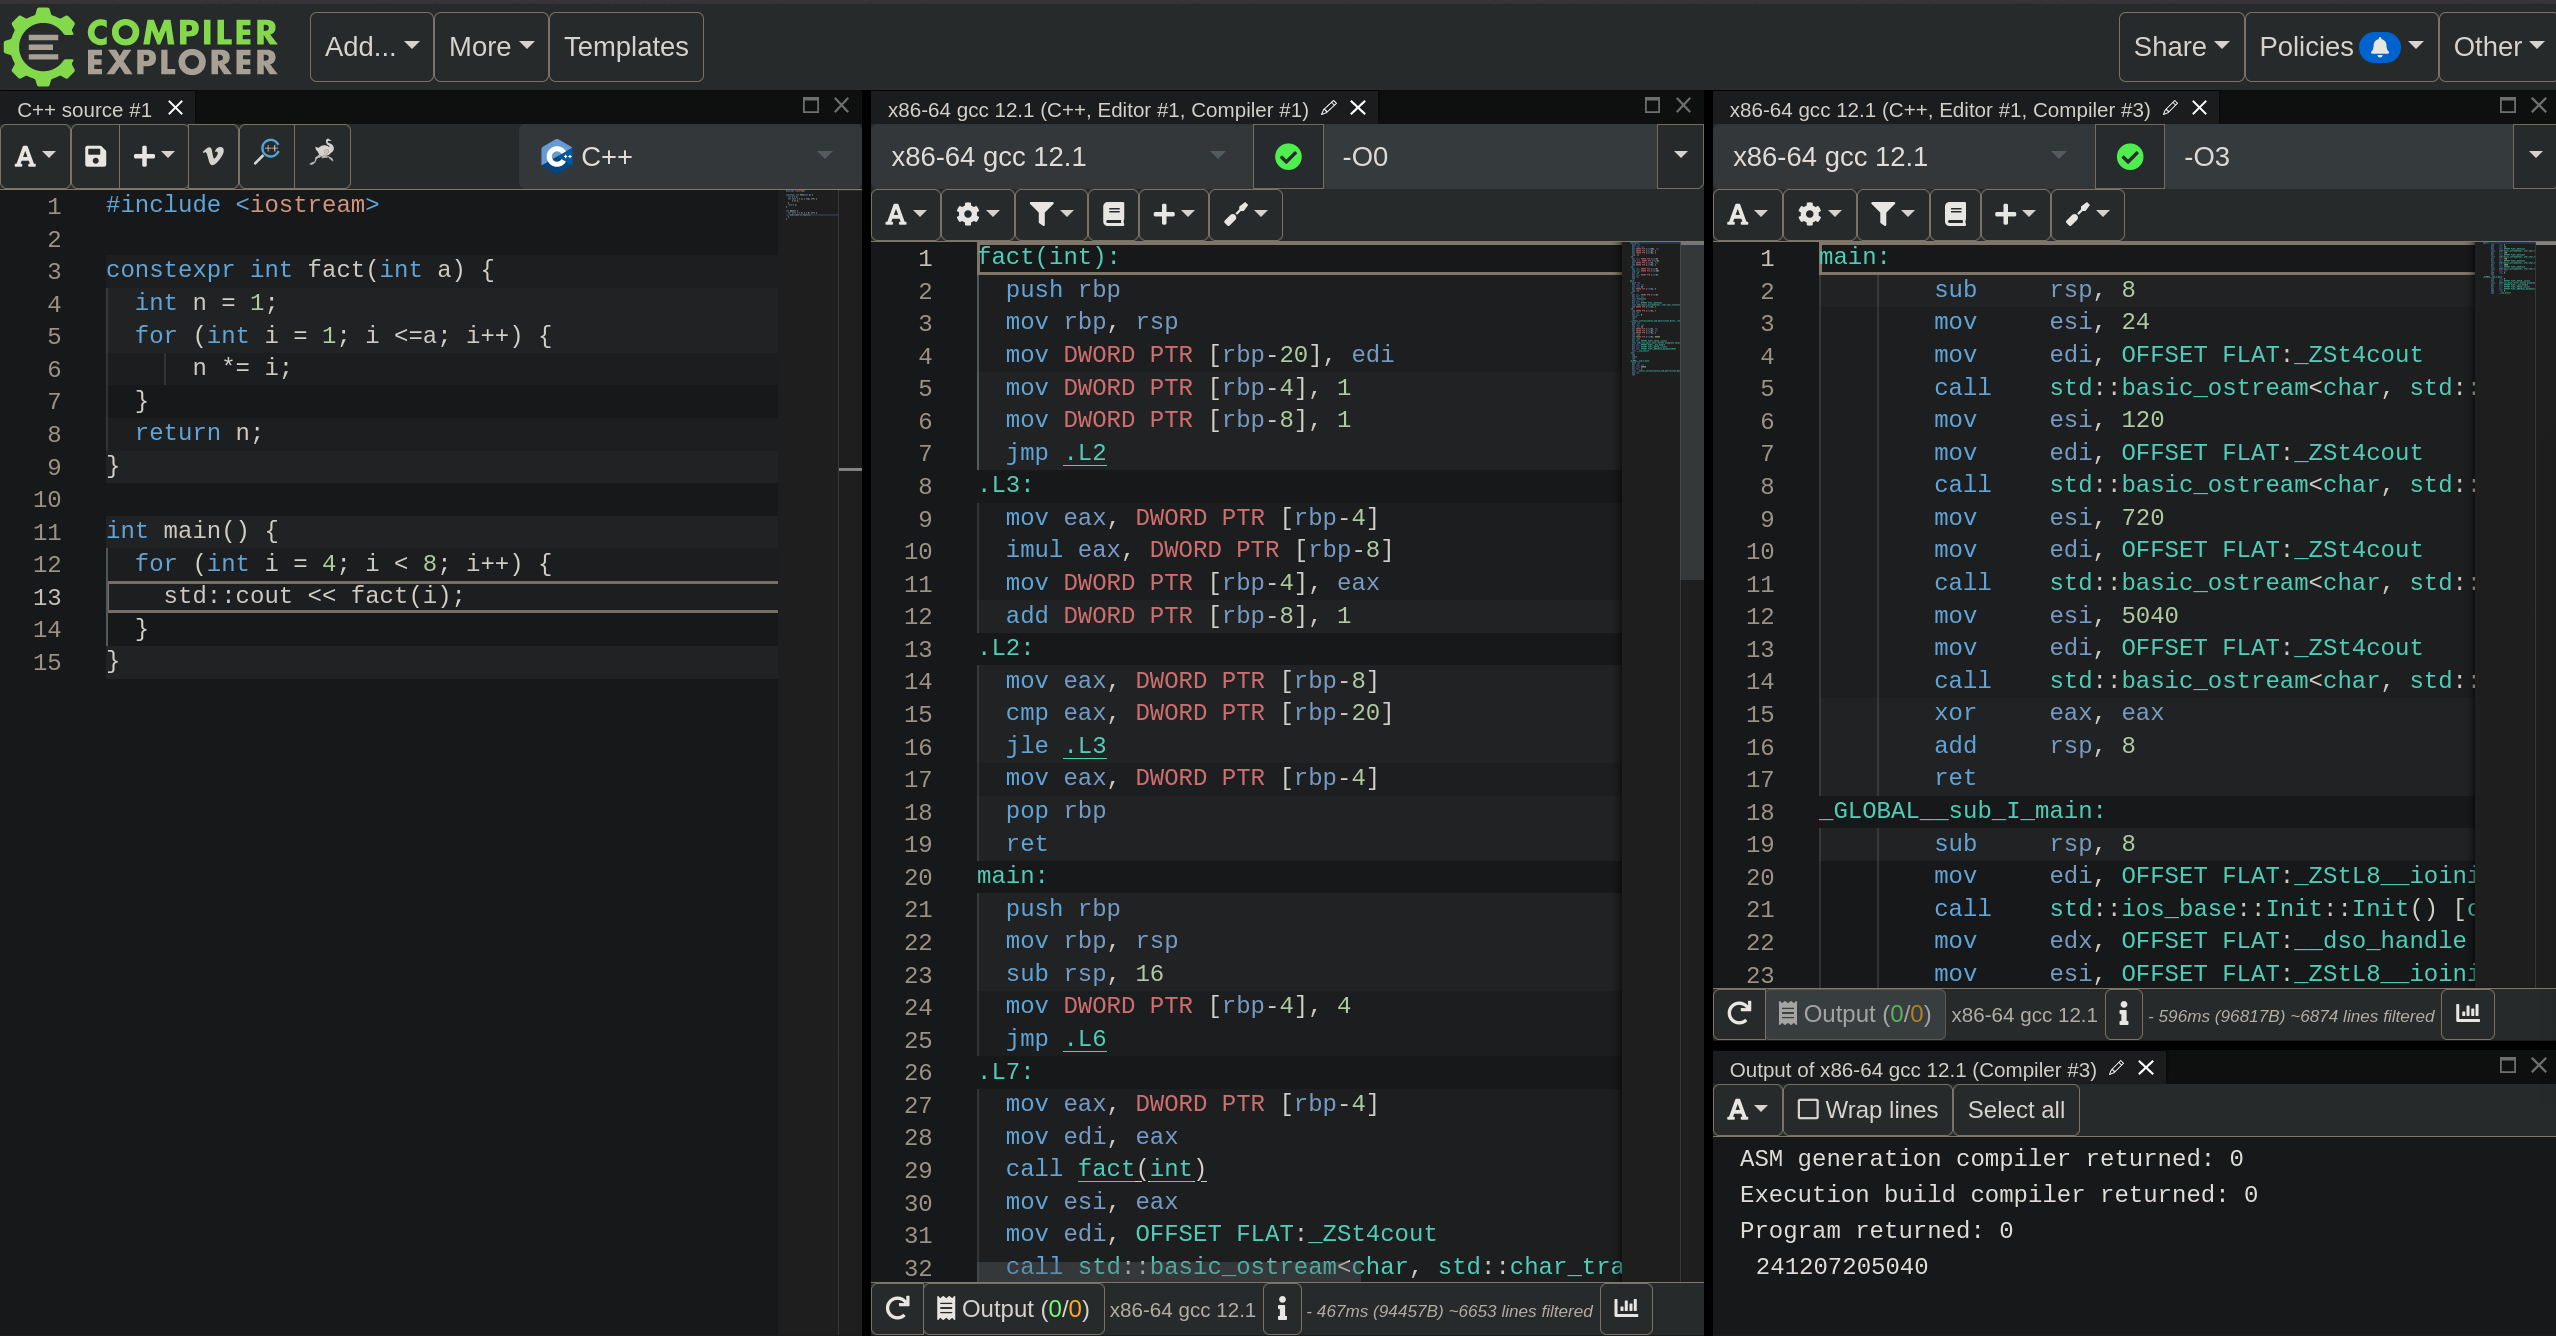 COMPILER
EXPLORER
Add...
More
Templates
Share
Policies
Other
C++ source #1
C++
1 #include <iostream>
2
3 constexpr int fact(int a) {
4 int n = 1;
5 for (int i = 1; i <=a; i++) {
6 n *= i;
7 }
8 return n;
9 }
10
11 int main() {
12 for (int i = 4; i < 8; i++) {
13 std::cout << fact(i);
14 }
15 }
x86-64 gcc 12.1 (C++, Editor #1, Compiler #1)
x86-64 gcc 12.1
-O0
1 fact(int):
2 push rbp
3 mov rbp, rsp
4 mov DWORD PTR [rbp-20], edi
5 mov DWORD PTR [rbp-4], 1
6 mov DWORD PTR [rbp-8], 1
7 jmp .L2
8 .L3:
9 mov eax, DWORD PTR [rbp-4]
10 imul eax, DWORD PTR [rbp-8]
11 mov DWORD PTR [rbp-4], eax
12 add DWORD PTR [rbp-8], 1
13 .L2:
14 mov eax, DWORD PTR [rbp-8]
15 cmp eax, DWORD PTR [rbp-20]
16 jle .L3
17 mov eax, DWORD PTR [rbp-4]
18 pop rbp
19 ret
20 main:
21 push rbp
22 mov rbp, rsp
23 sub rsp, 16
24 mov DWORD PTR [rbp-4], 4
25 jmp .L6
26 .L7:
27 mov eax, DWORD PTR [rbp-4]
28 mov edi, eax
29 call fact(int)
30 mov esi, eax
31 mov edi, OFFSET FLAT:_ZSt4cout
32 call std::basic_ostream<char, std::char_tra
Output (0/0) x86-64 gcc 12.1 i - 467ms (94457B) ~6653 lines filtered
x86-64 gcc 12.1 (C++, Editor #1, Compiler #3)
x86-64 gcc 12.1
-O3
1 main:
2 sub rsp, 8
3 mov esi, 24
4 mov edi, OFFSET FLAT:_ZSt4cout
5 call std::basic_ostream<char, std::
6 mov esi, 120
7 mov edi, OFFSET FLAT:_ZSt4cout
8 call std::basic_ostream<char, std::
9 mov esi, 720
10 mov edi, OFFSET FLAT:_ZSt4cout
11 call std::basic_ostream<char, std::
12 mov esi, 5040
13 mov edi, OFFSET FLAT:_ZSt4cout
14 call std::basic_ostream<char, std::
15 xor eax, eax
16 add rsp, 8
17 ret
18 _GLOBAL__sub_I_main:
19 sub rsp, 8
20 mov edi, OFFSET FLAT:_ZStL8__ioini
21 call std::ios_base::Init::Init() [c
22 mov edx, OFFSET FLAT:__dso_handle
23 mov esi, OFFSET FLAT:_ZStL8__ioini
Output (0/0) x86-64 gcc 12.1 i - 596ms (96817B) ~6874 lines filtered
Output of x86-64 gcc 12.1 (Compiler #3)
A
Wrap lines
Select all
ASM generation compiler returned: 0
Execution build compiler returned: 0
Program returned: 0
241207205040